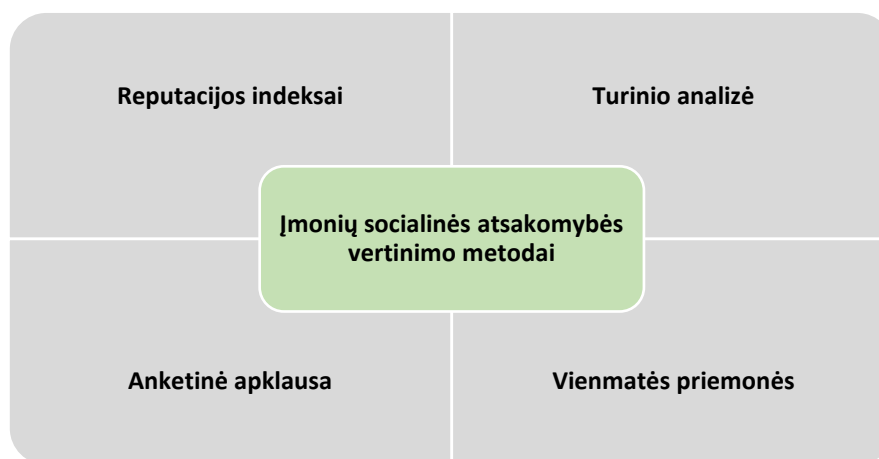 Reputacijos indeksai
Turinio analizė
Įmonių socialinės atsakomybės
vertinimo metodai
Anketinė apklausa
Vienmatės priemonės